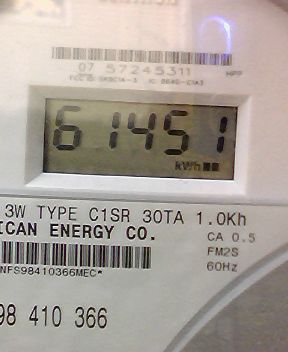 07 57245311 HPP
61451
kWh
3W TYPE C1SR 30TA 1.0Kh
ICAN ENERGY CO.
CA 0.5
FM2S
60Hz
NFS98410366MEC*
98 410 366